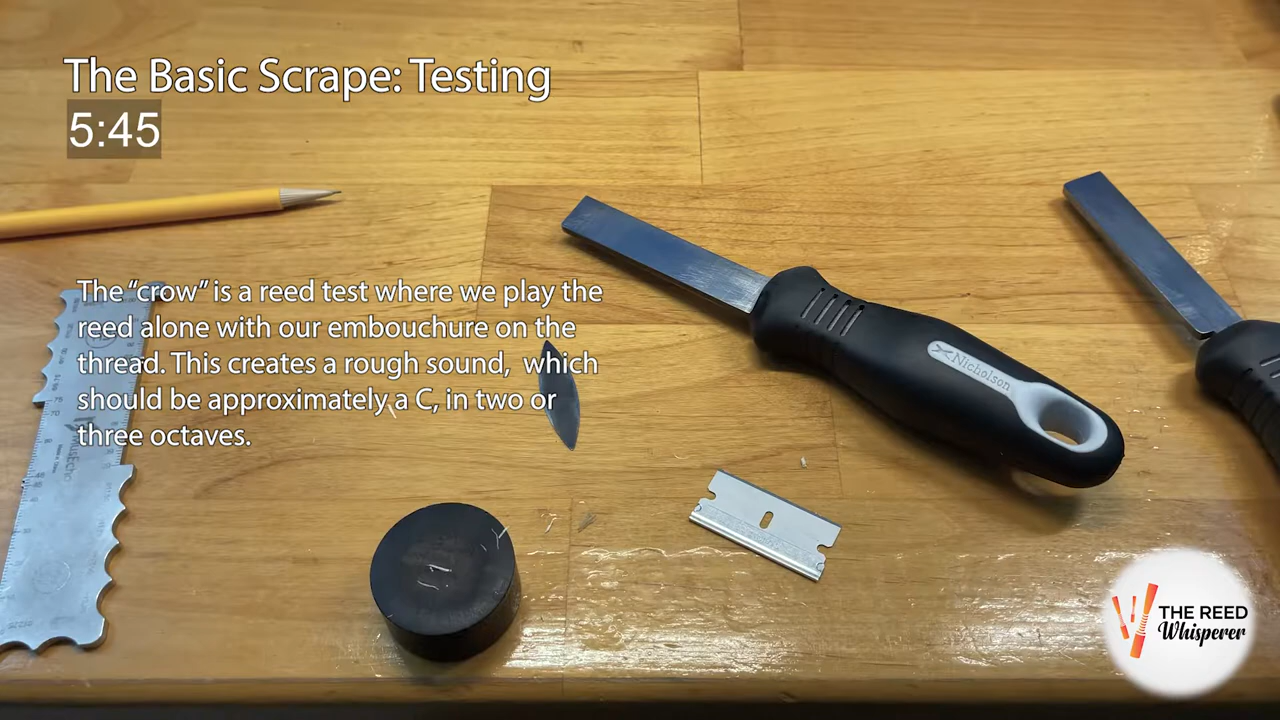 The Basic Scrape: Testing
5:45
The “crow” is a reed test where we play the
reed alone with our embouchure on the
thread. This creates a rough sound,  which
should be approximately a C, in two or
three octaves.
Nicholson
THE REED
Whisperer